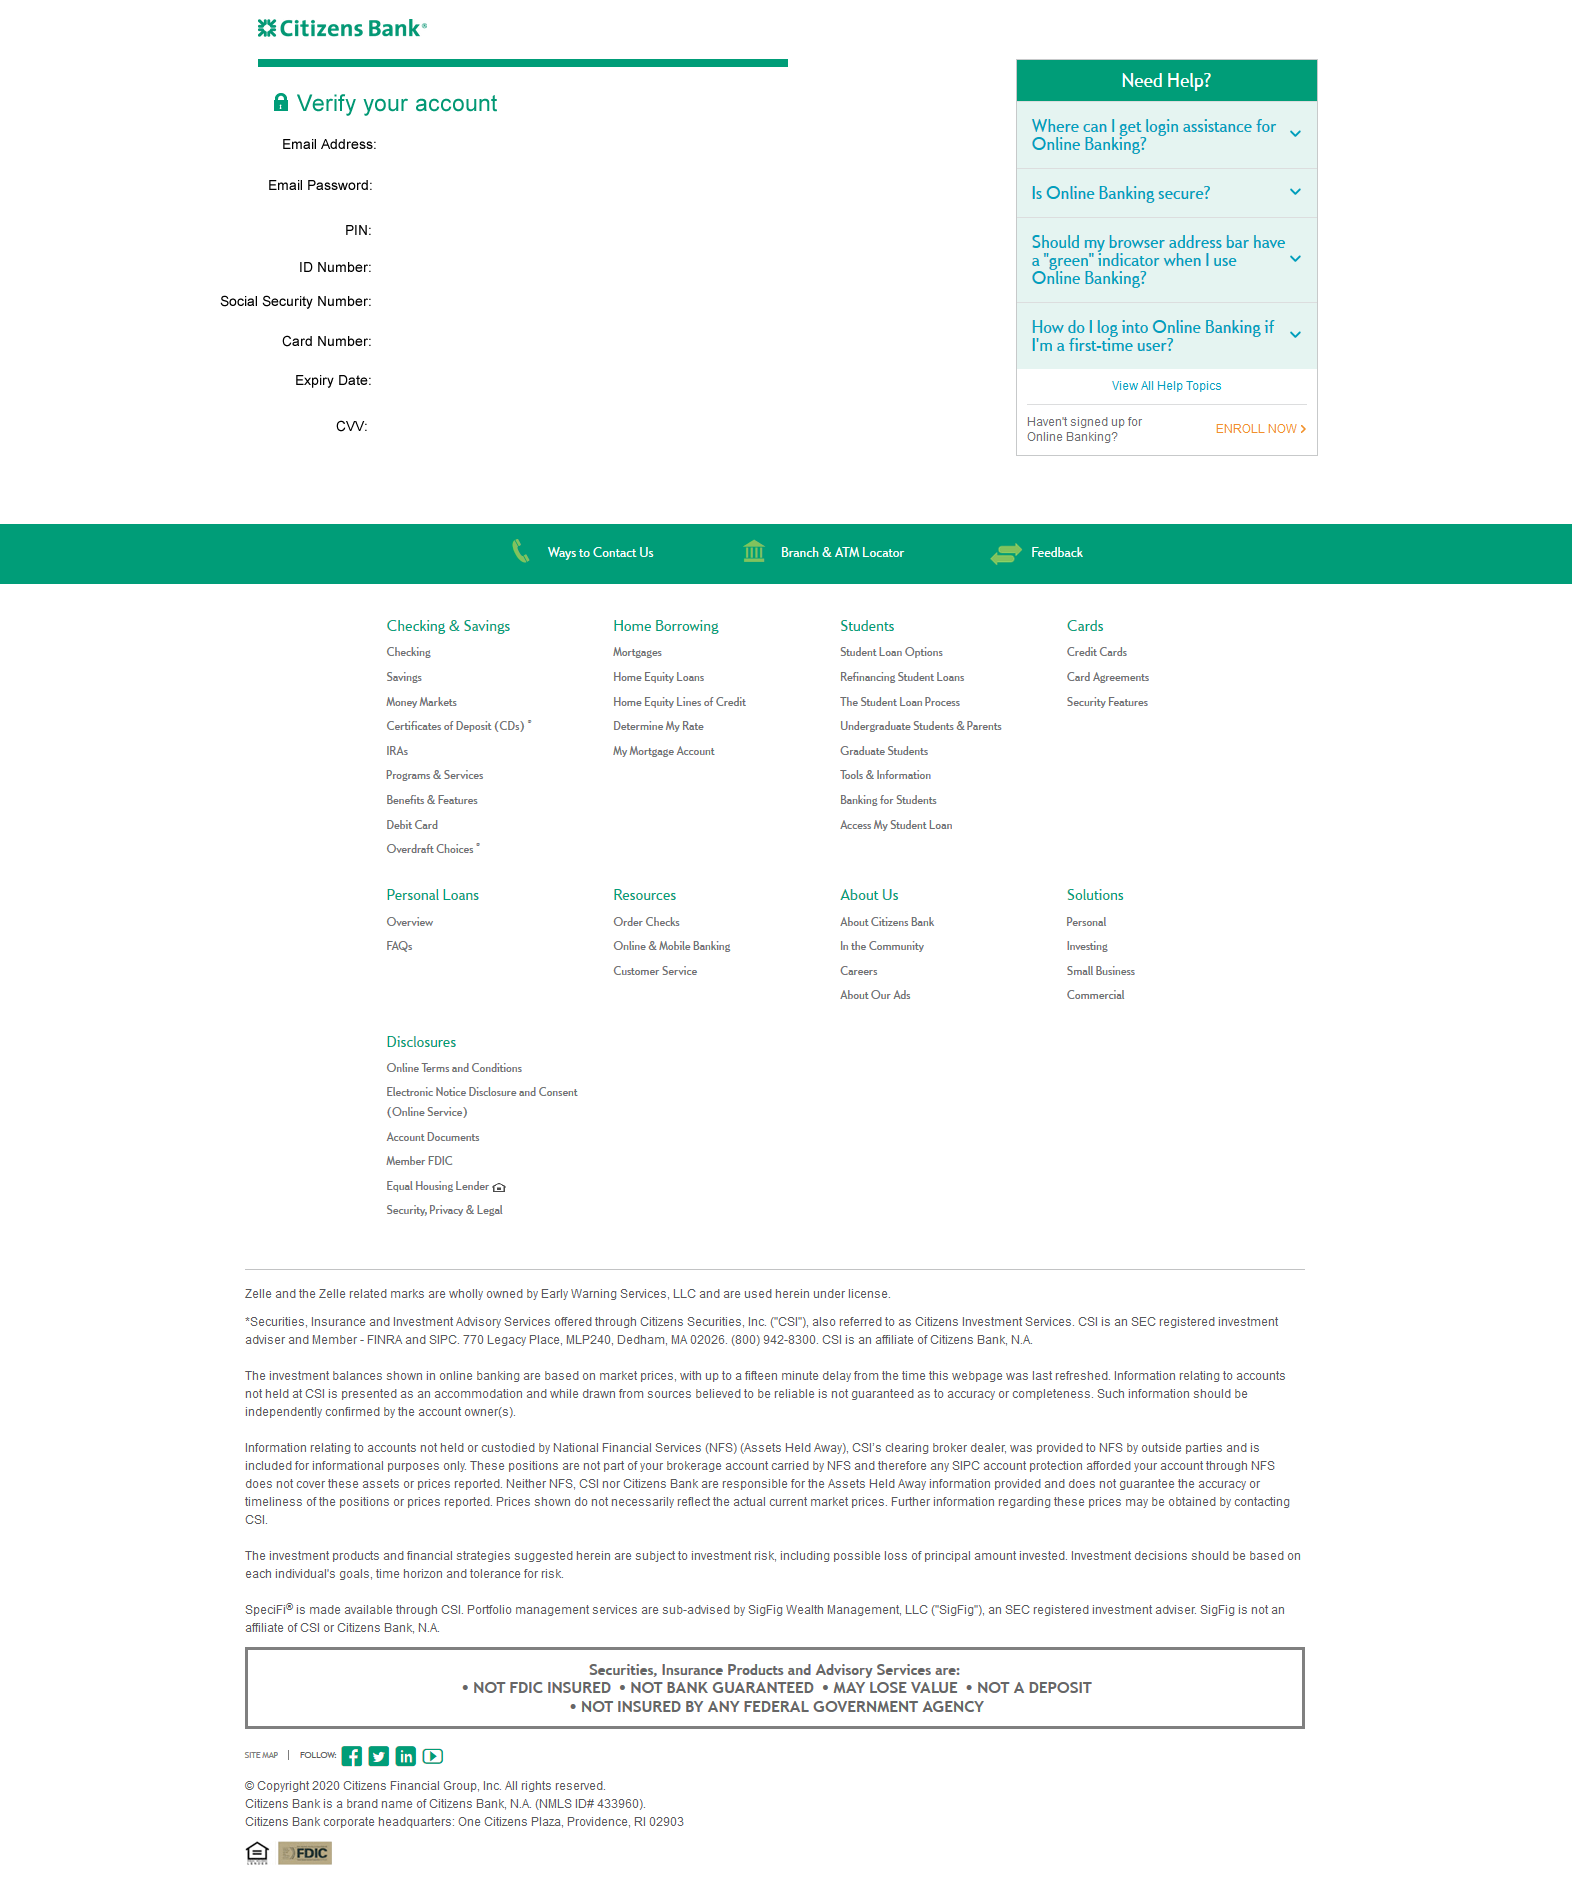 Citizens Bank®
Verify your account
Email Address:
Email Password:
PIN:
ID Number:
Social Security Number:
Card Number:
Expiry Date:
CVV:
Need Help?
Where can I get login assistance for
Online Banking?
Is Online Banking secure?
Should my browser address bar have
a "green" indicator when I use
Online Banking?
How do I log into Online Banking if
I'm a first-time user?
View All Help Topics
Haven't signed up for
Online Banking?
ENROLL NOW
Ways to Contact Us
Branch & ATM Locator
Feedback
Checking & Savings
Checking
Savings
Money Markets
Certificates of Deposit (CDs) *
IRAs
Programs & Services
Benefits & Features
Debit Card
Overdraft Choices *
Home Borrowing
Mortgages
Home Equity Loans
Home Equity Lines of Credit
Determine My Rate
My Mortgage Account
Students
Student Loan Options
Refinancing Student Loans
The Student Loan Process
Undergraduate Students & Parents
Graduate Students
Tools & Information
Banking for Students
Access My Student Loan
Cards
Credit Cards
Card Agreements
Security Features
Personal Loans
Overview
FAQs
Resources
Order Checks
Online & Mobile Banking
Customer Service
About Us
About Citizens Bank
In the Community
Careers
About Our Ads
Solutions
Personal
Investing
Small Business
Commercial
Disclosures
Online Terms and Conditions
Electronic Notice Disclosure and Consent
(Online Service)
Account Documents
Member FDIC
Equal Housing Lender
Security, Privacy & Legal
Zelle and the Zelle related marks are wholly owned by Early Warning Services, LLC and are used herein under license.
*Securities, Insurance and Investment Advisory Services offered through Citizens Securities, Inc. ("CSI"), also referred to as Citizens Investment Services. CSI is an SEC registered investment
adviser and Member - FINRA and SIPC. 770 Legacy Place, MLP240, Dedham, MA 02026. (800) 942-8300. CSI is an affiliate of Citizens Bank, N.A.
The investment balances shown in online banking are based on market prices, with up to a fifteen minute delay from the time this webpage was last refreshed. Information relating to accounts
not held at CSI is presented as an accommodation and while drawn from sources believed to be reliable is not guaranteed as to accuracy or completeness. Such information should be
independently confirmed by the account owner(s).
Information relating to accounts not held or custodied by National Financial Services (NFS) (Assets Held Away), CSI's clearing broker dealer, was provided to NFS by outside parties and is
included for informational purposes only. These positions are not part of your brokerage account carried by NFS and therefore any SIPC account protection afforded your account through NFS
does not cover these assets or prices reported. Neither NFS, CSI nor Citizens Bank are responsible for the Assets Held Away information provided and does not guarantee the accuracy or
timeliness of the positions or prices reported. Prices shown do not necessarily reflect the actual current market prices. Further information regarding these prices may be obtained by contacting
CSI.
The investment products and financial strategies suggested herein are subject to investment risk, including possible loss of principal amount invested. Investment decisions should be based on
each individual's goals, time horizon and tolerance for risk.
SpeciFi® is made available through CSI. Portfolio management services are sub-advised by SigFig Wealth Management, LLC ("SigFig"), an SEC registered investment adviser. SigFig is not an
affiliate of CSI or Citizens Bank, N.A.
Securities, Insurance Products and Advisory Services are:
• NOT FDIC INSURED • NOT BANK GUARANTEED • MAY LOSE VALUE • NOT A DEPOSIT
• NOT INSURED BY ANY FEDERAL GOVERNMENT AGENCY
SITE MAP | FOLLOW:
© Copyright 2020 Citizens Financial Group, Inc. All rights reserved.
Citizens Bank is a brand name of Citizens Bank, N.A. (NMLS ID# 433960).
Citizens Bank corporate headquarters: One Citizens Plaza, Providence, RI 02903
FDIC